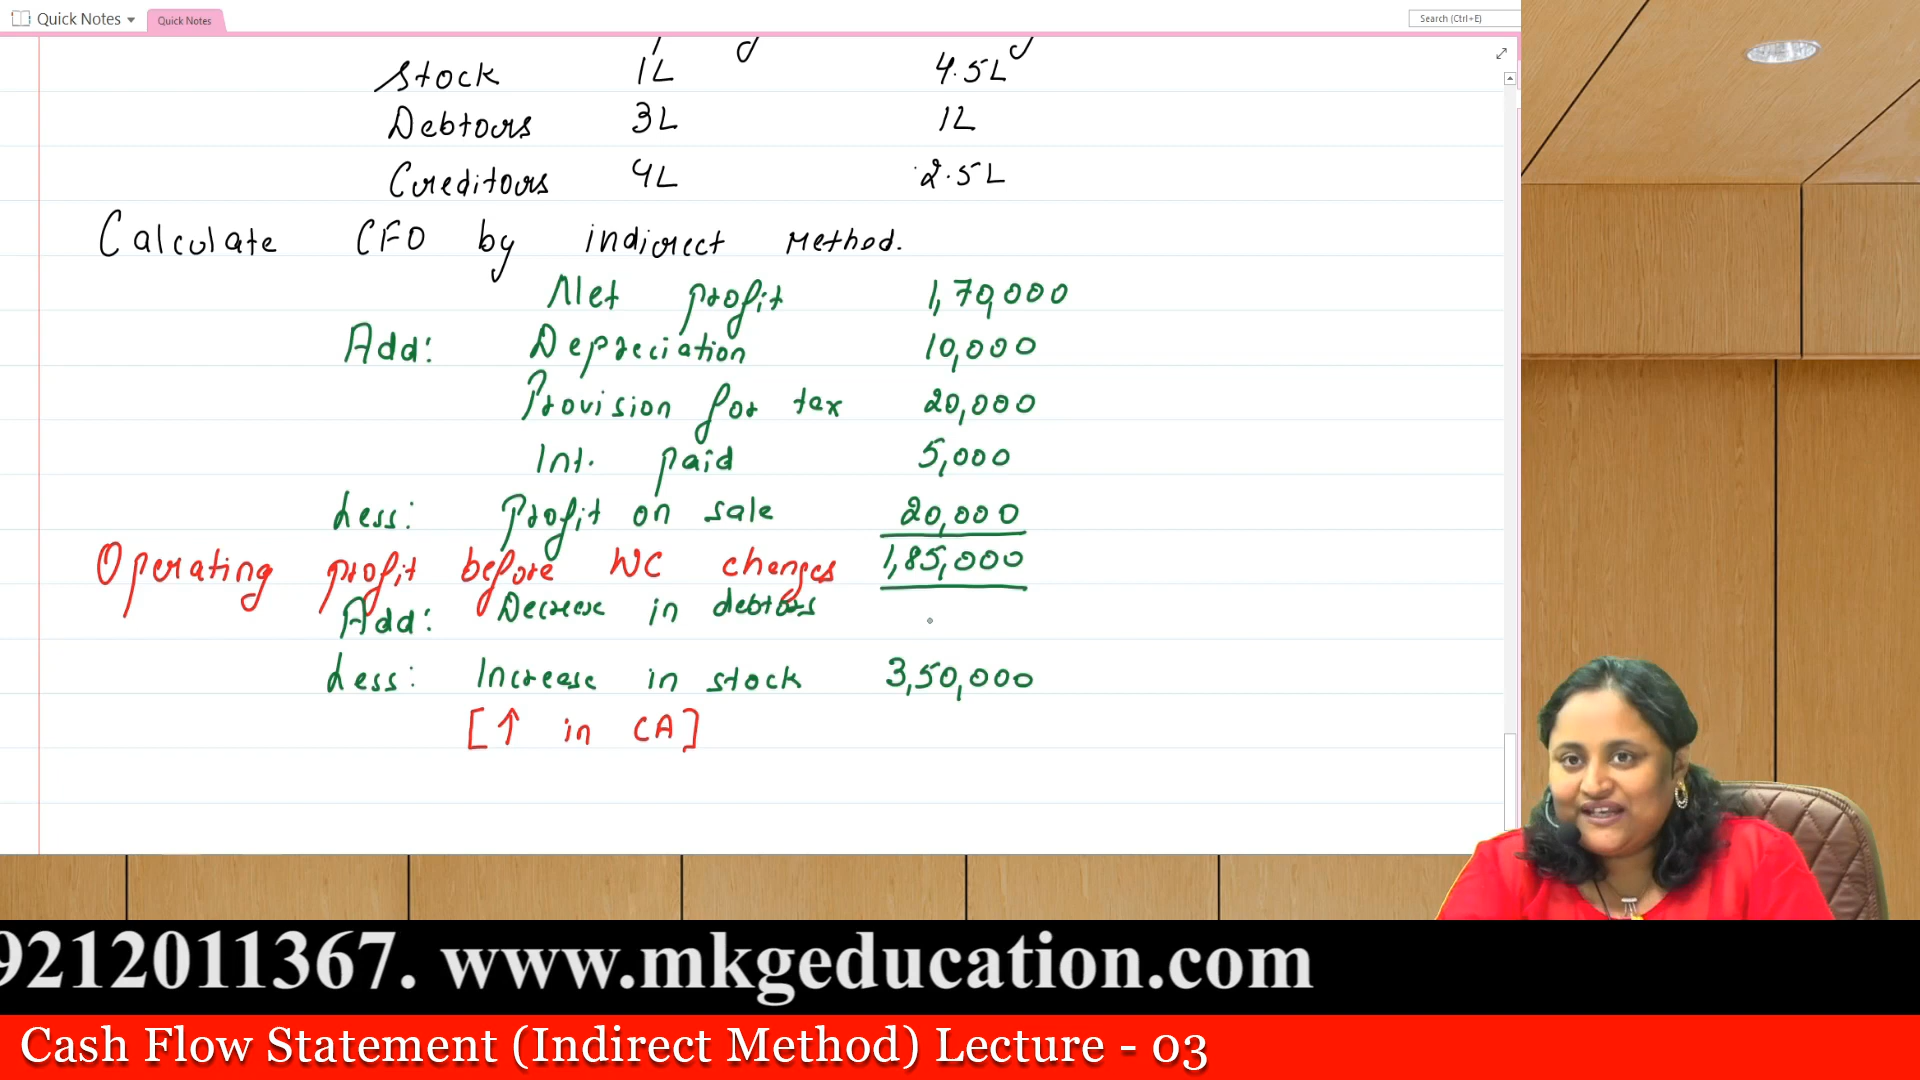 Quick Notes
Quick Notes
Search (Ctrl+E)
Stock 1L 4.5L
Debtors 3L 1L
Creditors 4L 2.5L
Calculate CFO by indirect Method.
Net profit 1,70,000
Add: Depreciation 10,000
Provision for tax 20,000
Int. paid 5,000
Less: Profit on sale 20,000
Operating profit before WC changes 1,85,000
Add: Decrease in debtors
Less: Increase in stock 3,50,000
[↑ in CA]
9212011367. www.mkgeducation.com
Cash Flow Statement (Indirect Method) Lecture - 03